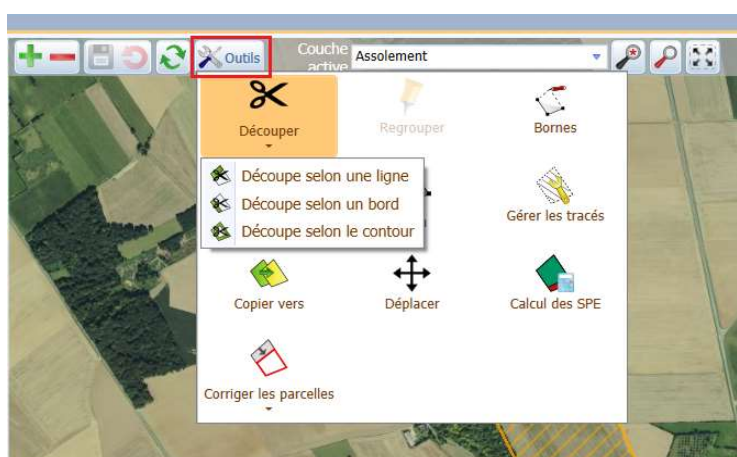 Outils
Couche active
Assolement
Découper
Regrouper
Bornes
Découpe selon une ligne
Découpe selon un bord
Découpe selon le contour
Gérer les tracés
Copier vers
Déplacer
Calcul des SPE
Corriger les parcelles